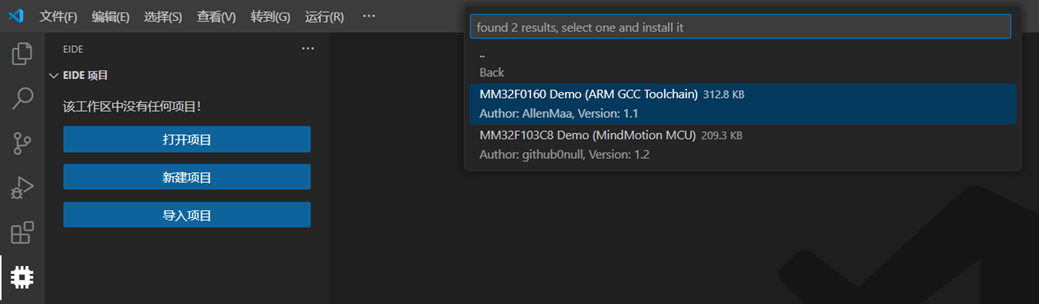 文件(F) 编辑(E) 选择(S) 查看(V) 转到(G) 运行(R) ···
EIDE ···
EIDE 项目
该工作区中没有任何项目!
打开项目
新建项目
导入项目
found 2 results, select one and install it
..
Back
MM32F0160 Demo (ARM GCC Toolchain) 312.8 KB
Author: AllenMaa, Version: 1.1
MM32F103C8 Demo (MindMotion MCU) 209.3 KB
Author: github0null, Version: 1.2